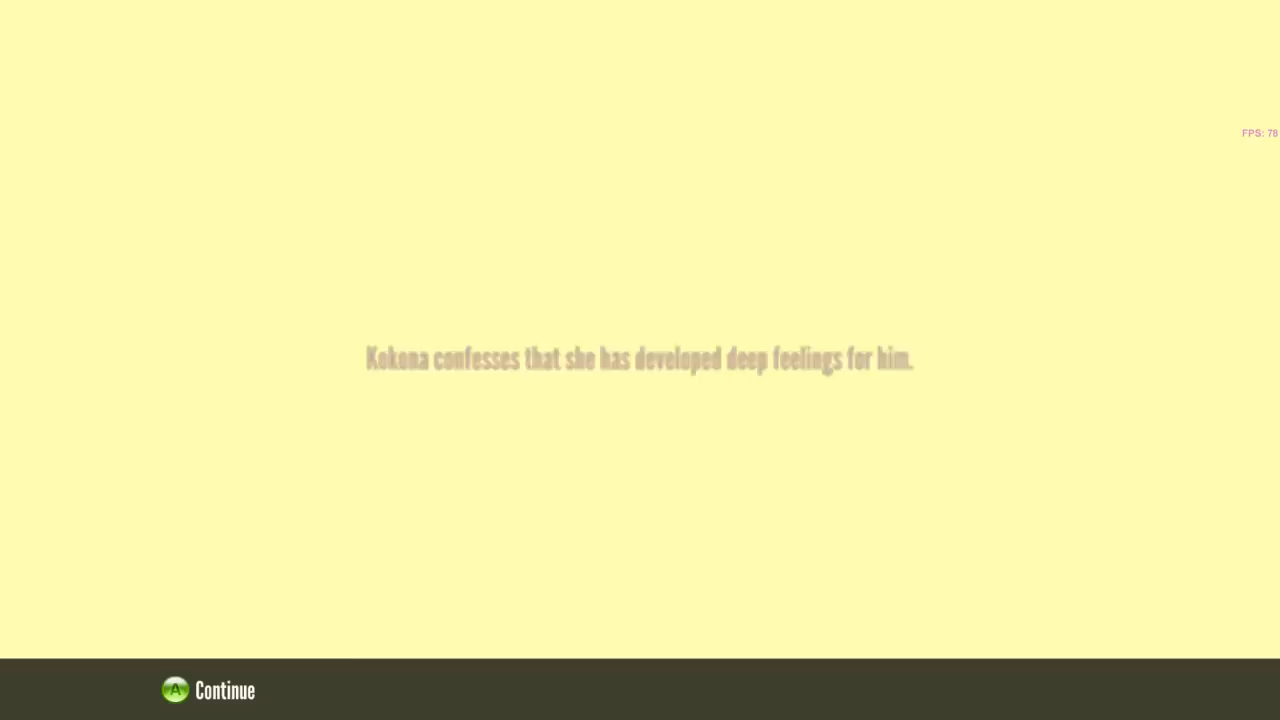 FPS: 78
Kokona confesses that she has developed deep feelings for him.
A Continue